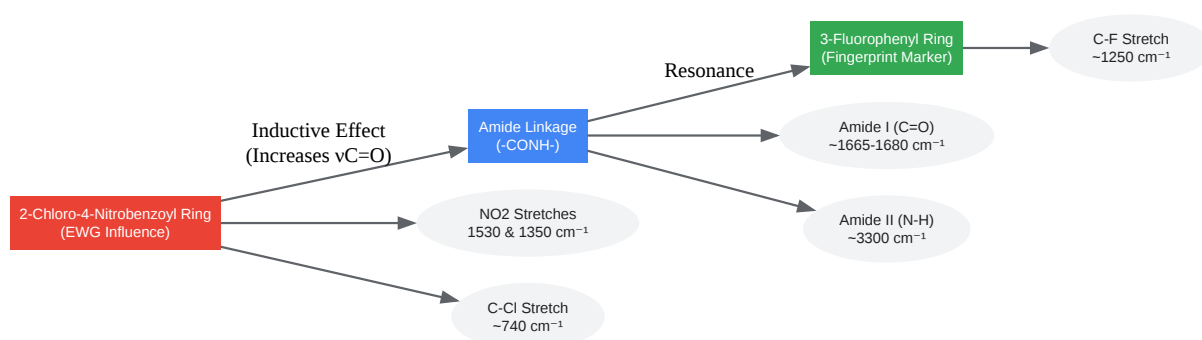 3-Fluorophenyl Ring
(Fingerprint Marker)
C-F Stretch
~1250 cm⁻¹
Resonance
Amide Linkage
(-CONH-)
Amide I (C=O)
~1665-1680 cm⁻¹
Inductive Effect
(Increases νC=O)
2-Chloro-4-Nitrobenzoyl Ring
(EWG Influence)
NO2 Stretches
1530 & 1350 cm⁻¹
Amide II (N-H)
~3300 cm⁻¹
C-Cl Stretch
~740 cm⁻¹